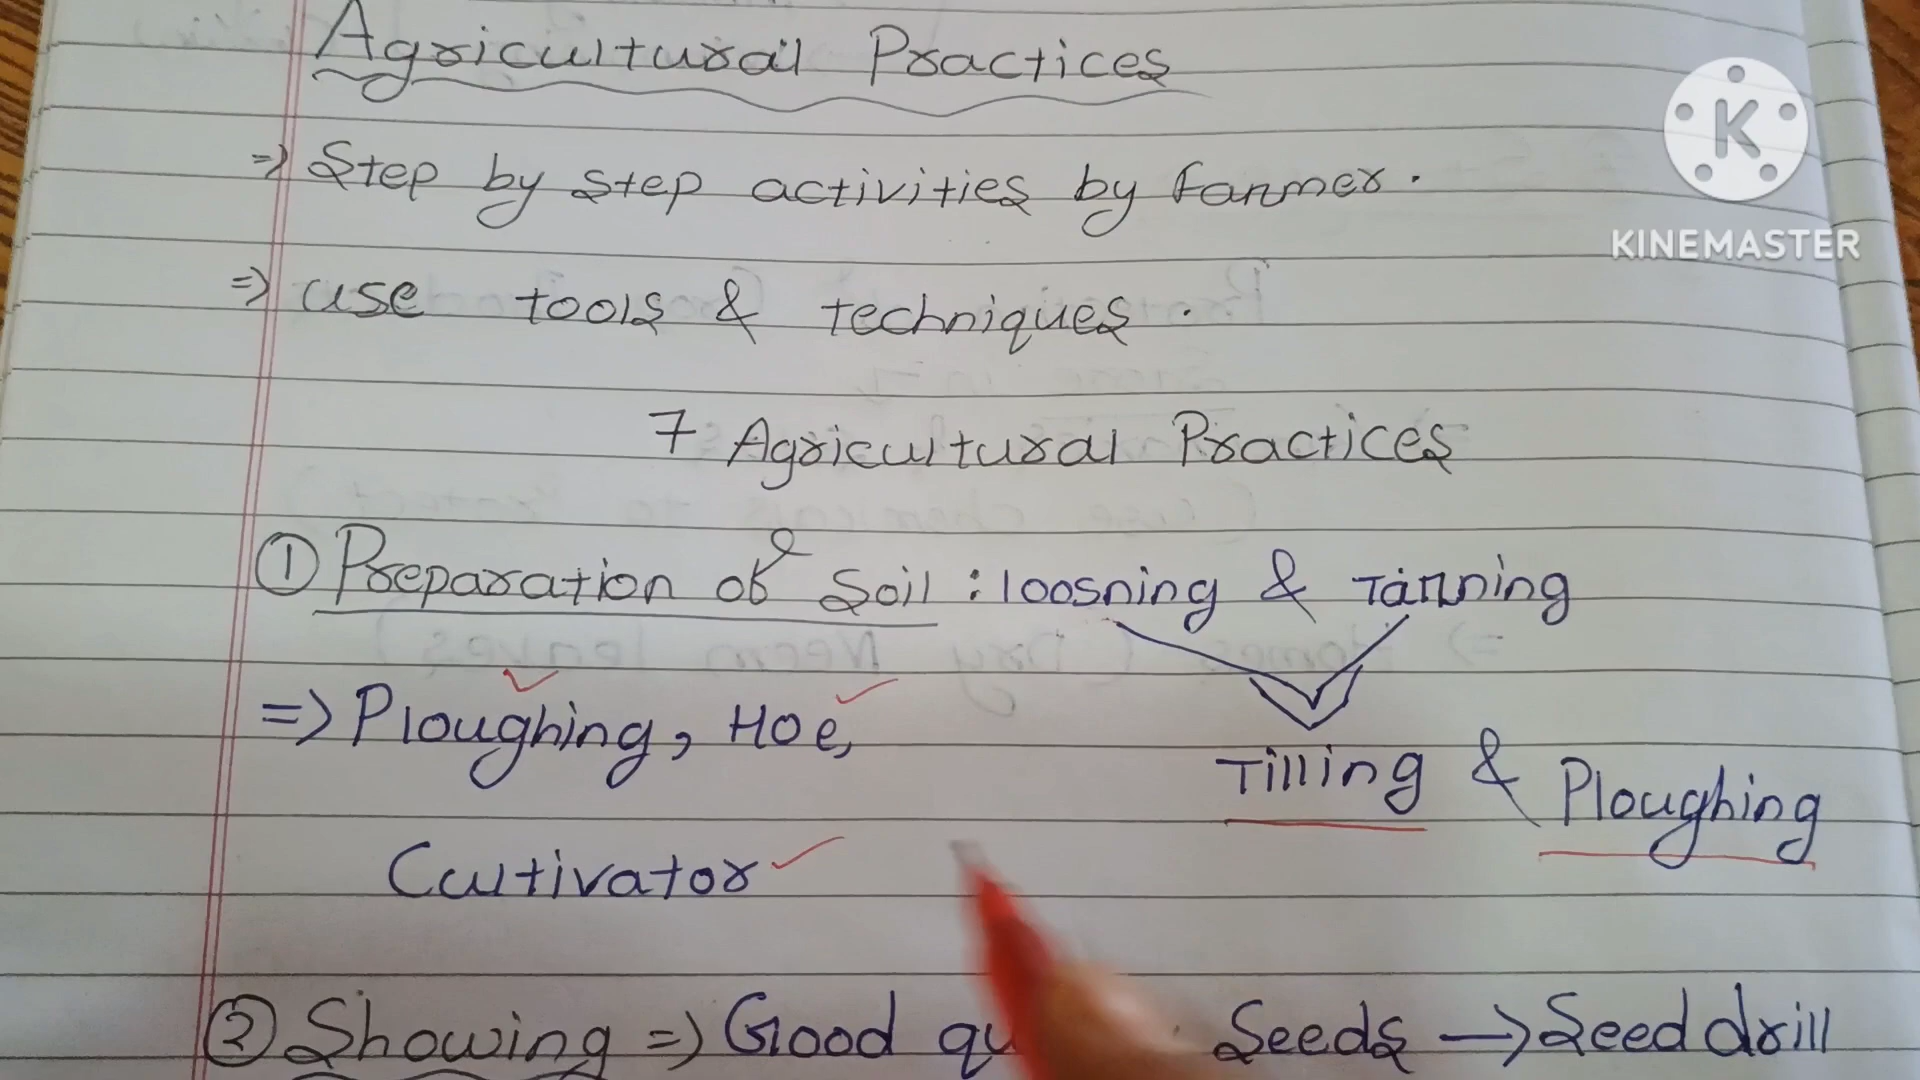 Agricultural Practices
=> Step by step activities by farmer.
=> use tools & techniques.
7 Agricultural Practices
① Preparation of Soil : loosning & Tanning
=> Ploughing, Hoe,
Tilling & Ploughing
Cultivator
② Showing => Good Seeds → Seed drill
KINEMASTER